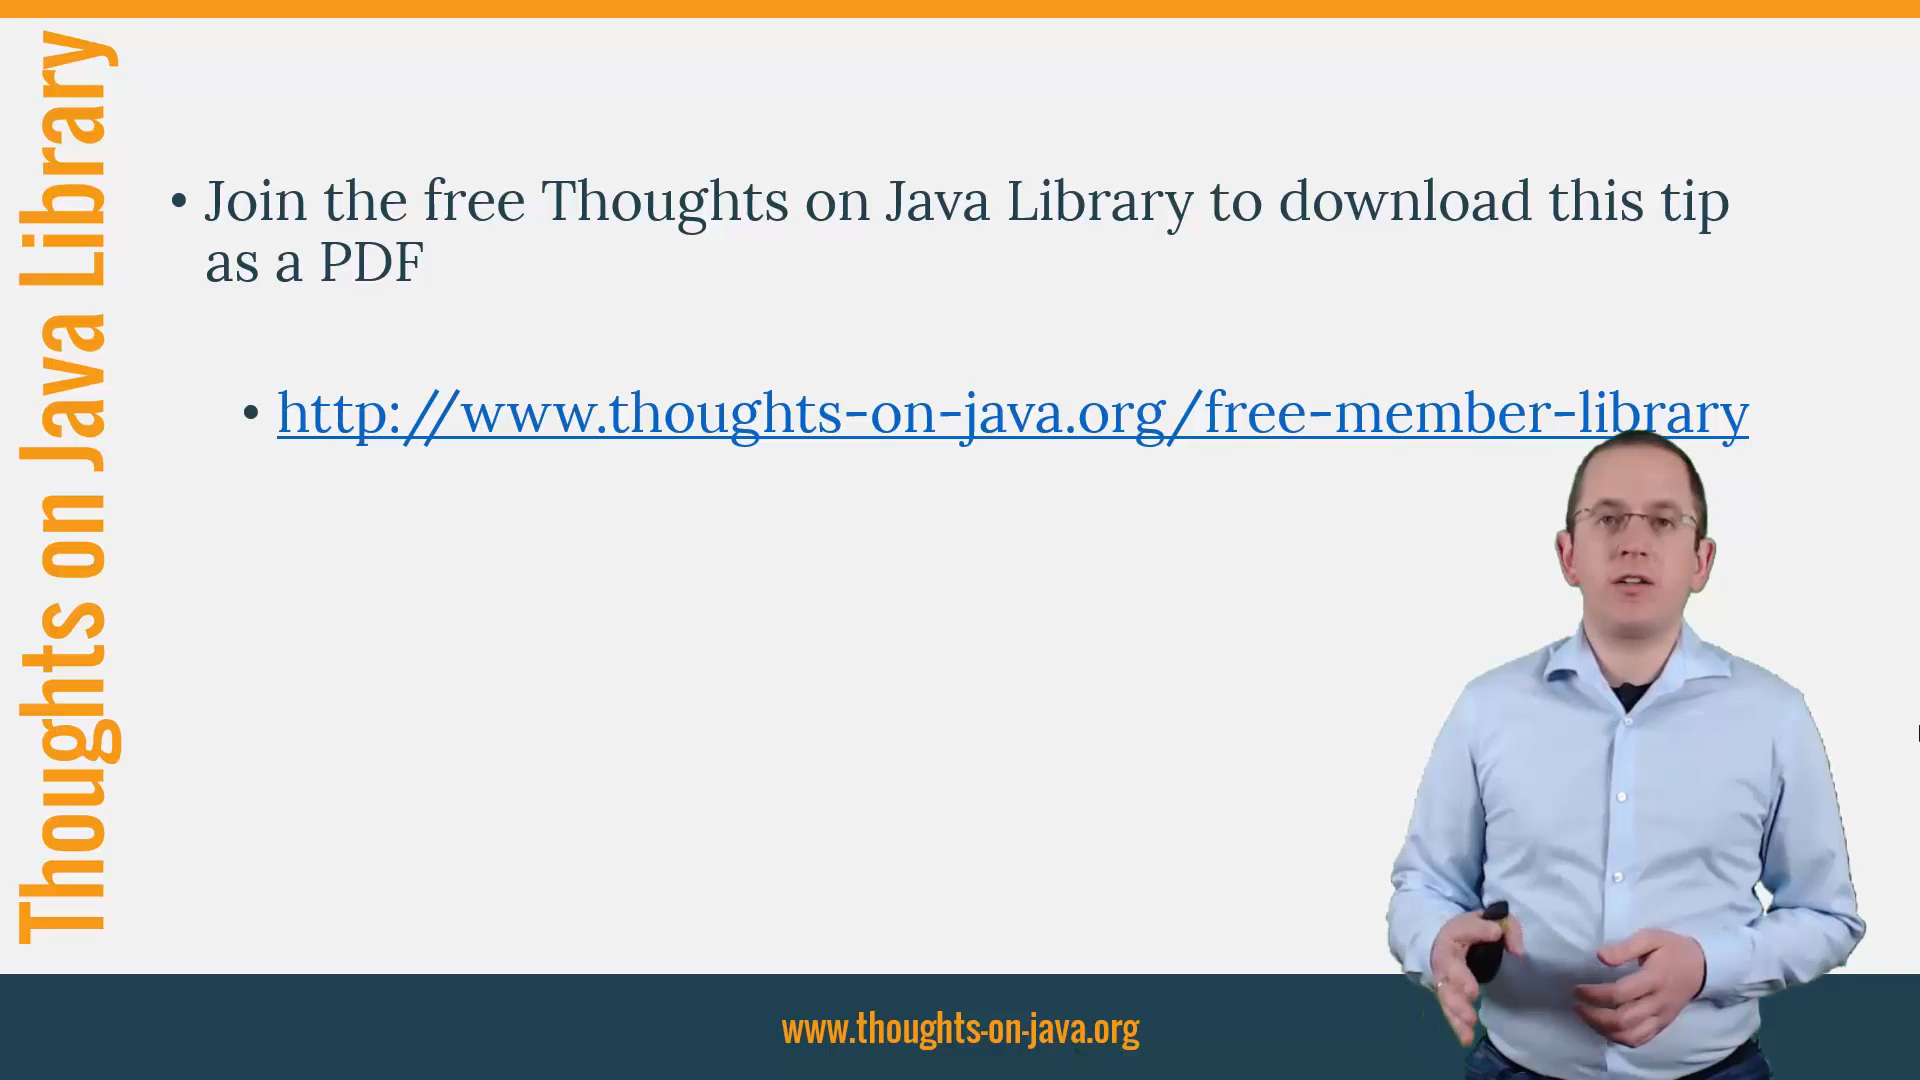 Thoughts on Java Library
• Join the free Thoughts on Java Library to download this tip
as a PDF
• http://www.thoughts-on-java.org/free-member-library
www.thoughts-on-java.org